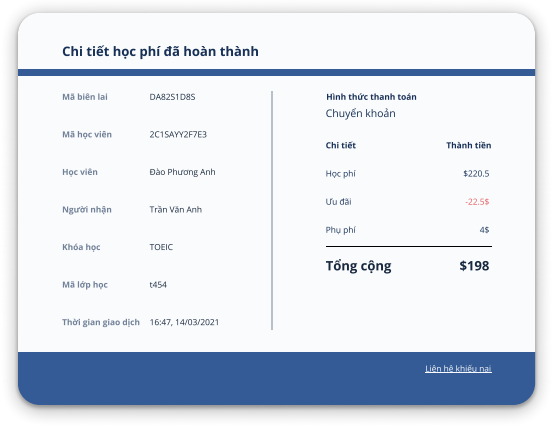 Chi tiết học phí đã hoàn thành
Mã biên lai DA82S1D8S
Mã học viên 2C1SAYY2F7E3
Học viên Đào Phương Anh
Người nhận Trần Văn Anh
Khóa học TOEIC
Mã lớp học t454
Thời gian giao dịch 16:47, 14/03/2021
Hình thức thanh toán
Chuyển khoản
Chi tiết Thành tiền
Học phí $220.5
Ưu đãi -22.5$
Phụ phí 4$
Tổng cộng $198
Liên hệ khiếu nại